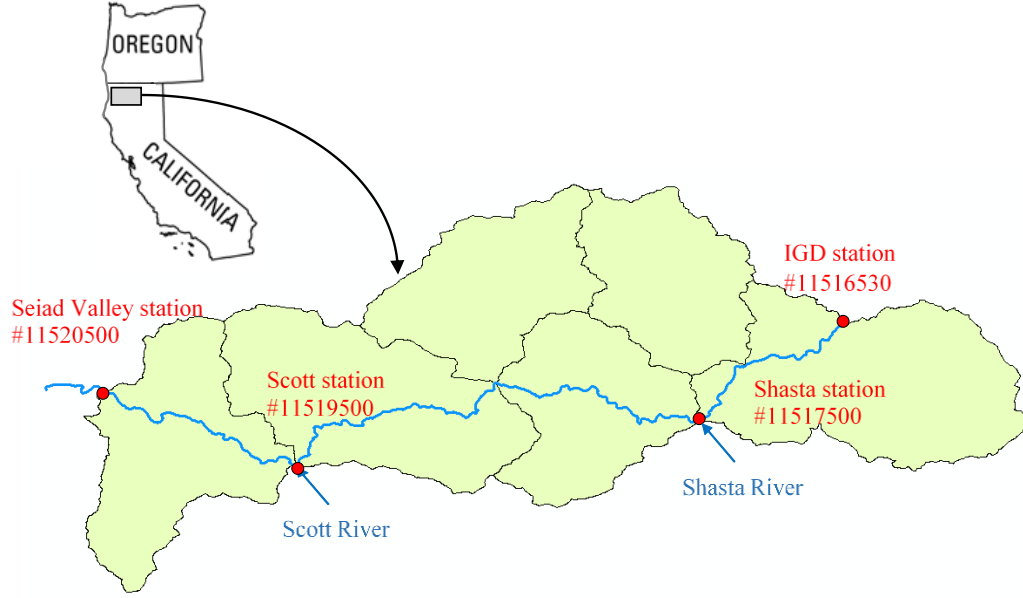 OREGON
CALIFORNIA
IGD station
#11516530
Seiad Valley station
#11520500
Scott station
#11519500
Shasta station
#11517500
Shasta River
Scott River